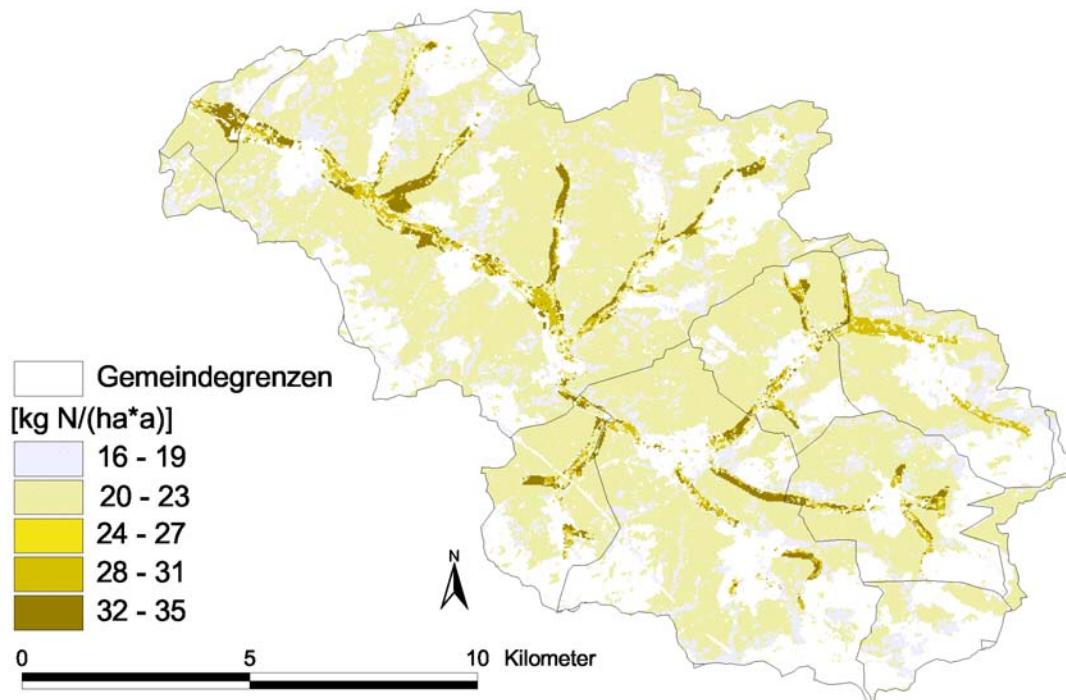 Gemeindegrenzen
[kg N/(ha*a)]
16 - 19
20 - 23
24 - 27
28 - 31
32 - 35
N
0 5 10 Kilometer